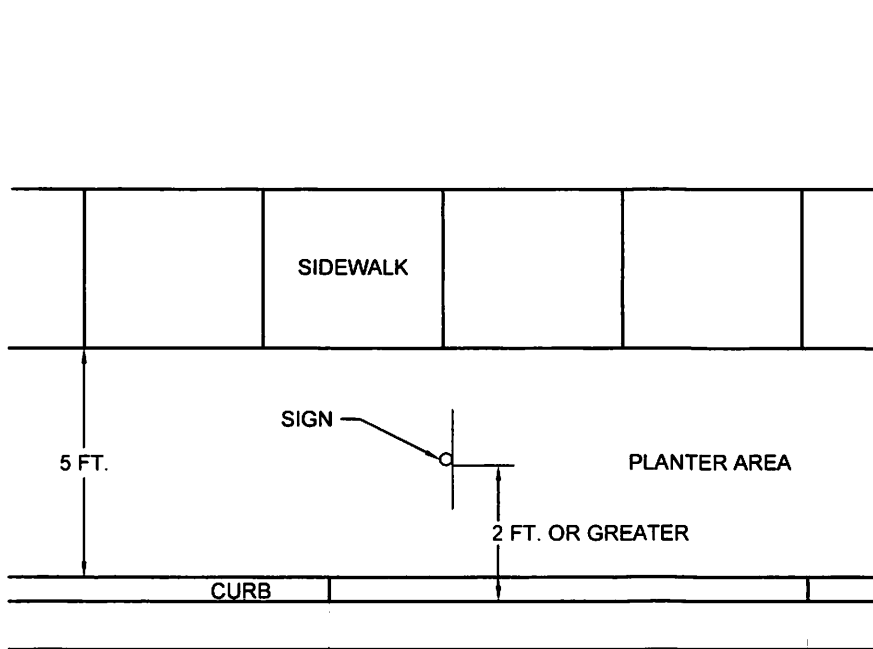 SIDEWALK
SIGN
5 FT.
PLANTER AREA
2 FT. OR GREATER
CURB